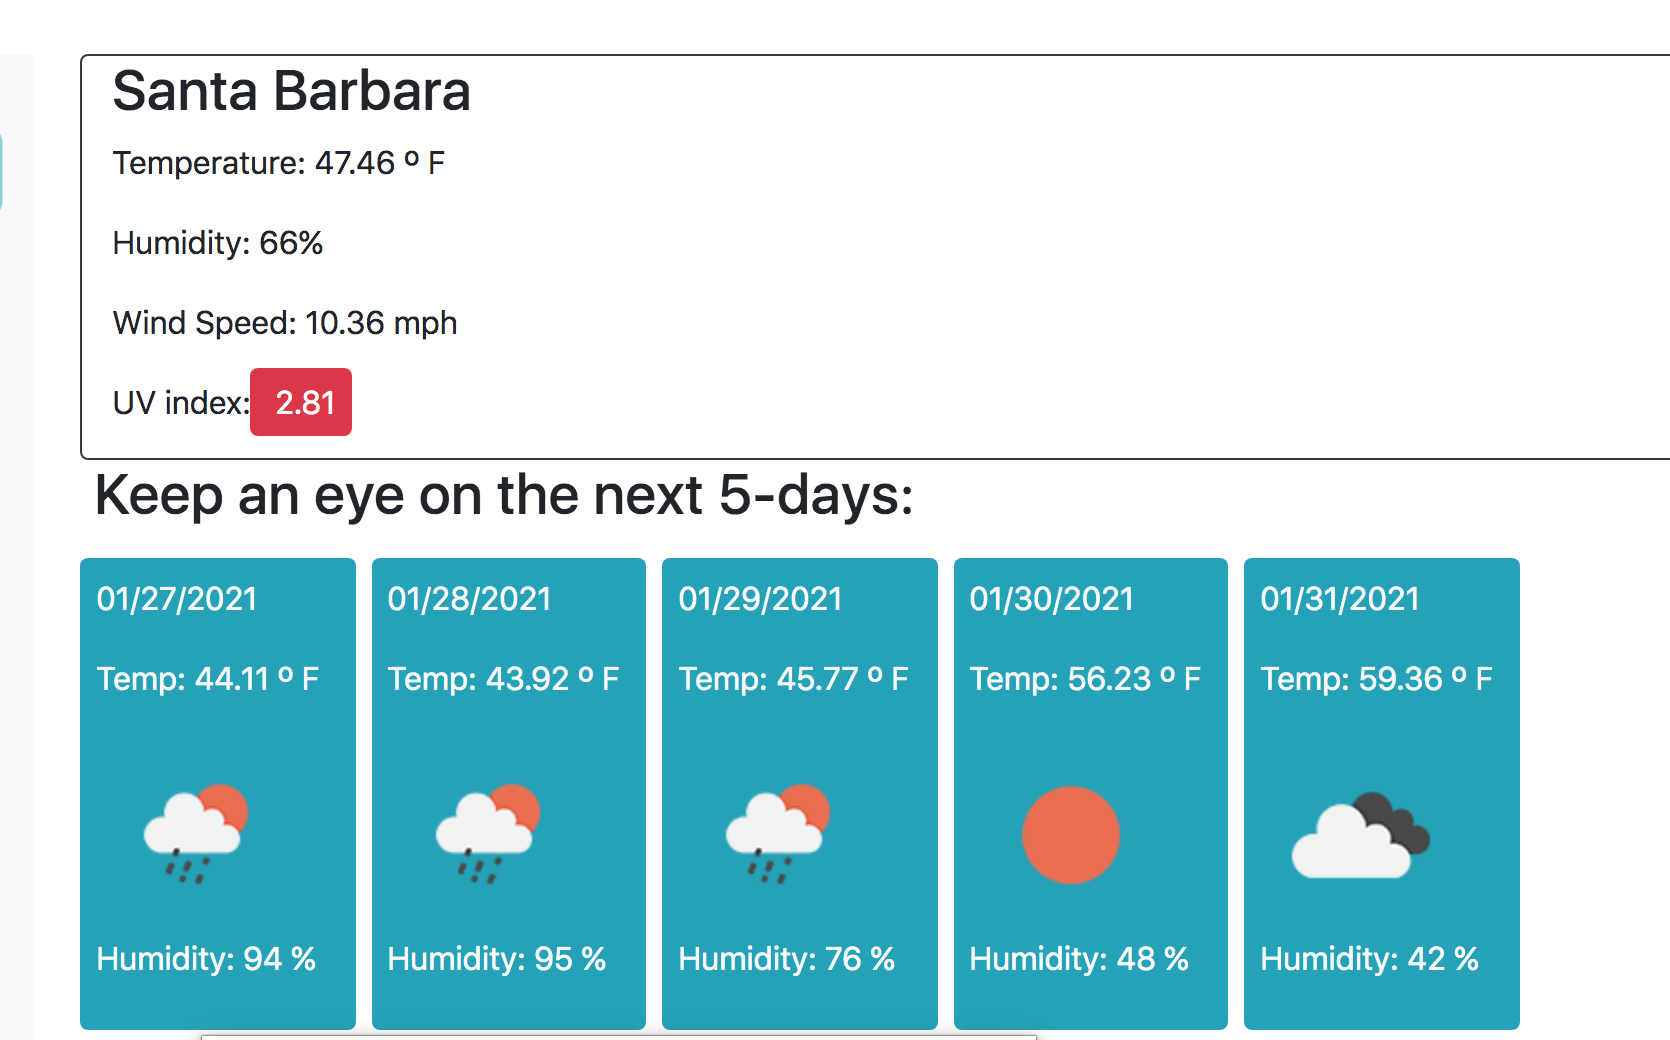 Santa Barbara
Temperature: 47.46 º F
Humidity: 66%
Wind Speed: 10.36 mph
UV index: 2.81
Keep an eye on the next 5-days:
01/27/2021
Temp: 44.11 º F
Humidity: 94 %
01/28/2021
Temp: 43.92 º F
Humidity: 95 %
01/29/2021
Temp: 45.77 º F
Humidity: 76 %
01/30/2021
Temp: 56.23 º F
Humidity: 48 %
01/31/2021
Temp: 59.36 º F
Humidity: 42 %